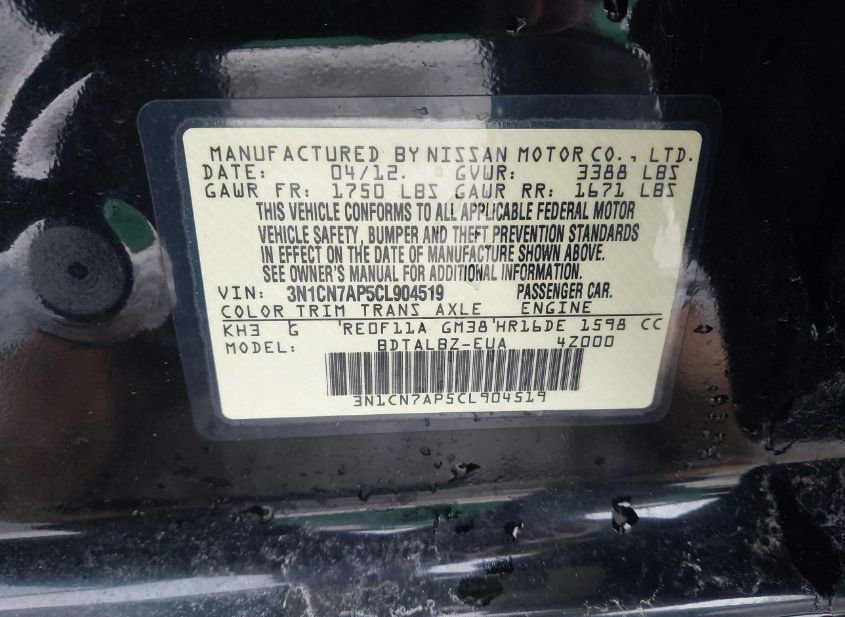 MANUFACTURED BY NISSAN MOTOR CO., LTD.
DATE: 04/12. GVWR: 3388 LBS
GAWR FR: 1750 LBS GAWR RR: 1671 LBS
THIS VEHICLE CONFORMS TO ALL APPLICABLE FEDERAL MOTOR
VEHICLE SAFETY, BUMPER AND THEFT PREVENTION STANDARDS
IN EFFECT ON THE DATE OF MANUFACTURE SHOWN ABOVE.
SEE OWNER'S MANUAL FOR ADDITIONAL INFORMATION.
VIN: 3N1CN7AP5CL904519 PASSENGER CAR.
COLOR TRIM TRANS AXLE ENGINE
KH3 G 'RE0F11A GM38'HR16DE 1598 CC
MODEL: BDTALBZ-EUA 4Z000
3N1CN7AP5CL904519